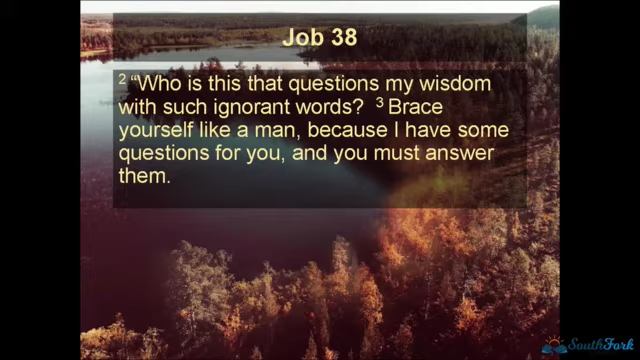 Job 38
2 “Who is this that questions my wisdom
with such ignorant words? 3 Brace
yourself like a man, because I have some
questions for you, and you must answer
them.
SouthFork